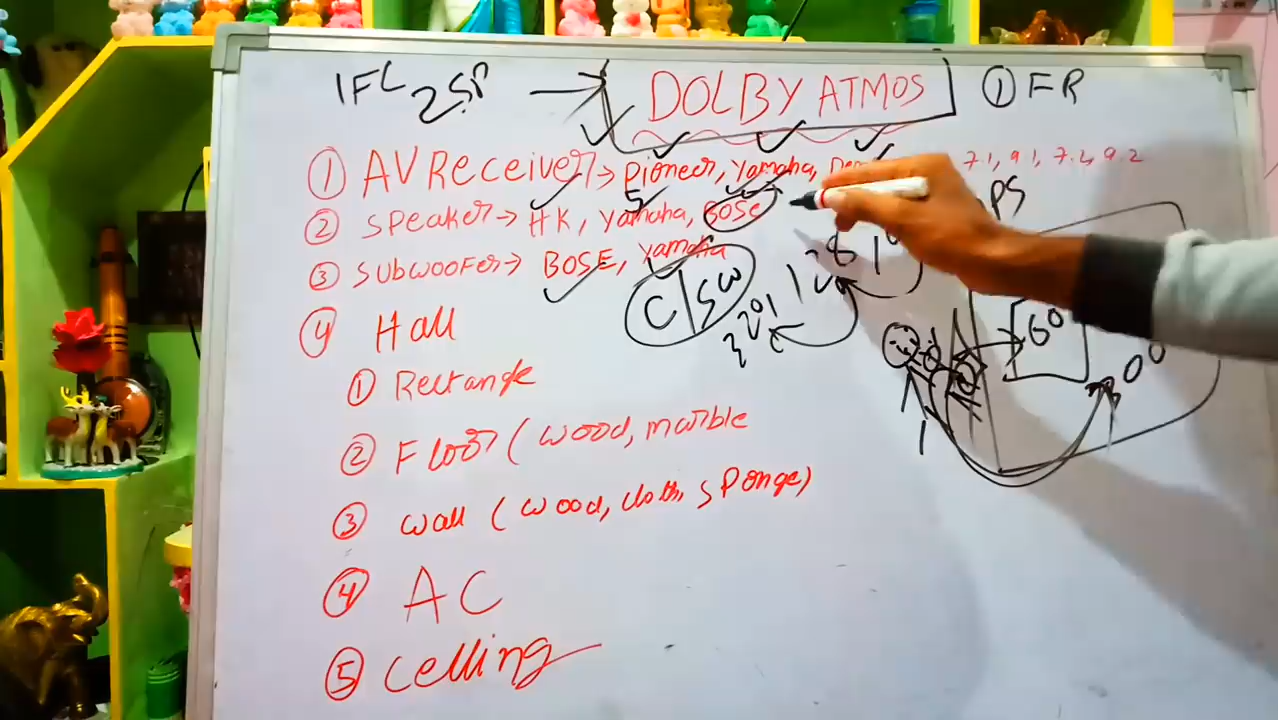 1FC 2SP → DOLBY ATMOS ① FR
① AV Receiver → Pioneer, Yamaha, 7.1, 9.1, 7.2, 9.2
② Speaker → HK, Yamaha, BOSE
5
③ Subwoofer → BOSE, Yamaha
C/SW
④ Hall
60
① Rectangle
② Floor (wood, marble
③ wall (wood, cloth, sponge)
④ AC
⑤ celling